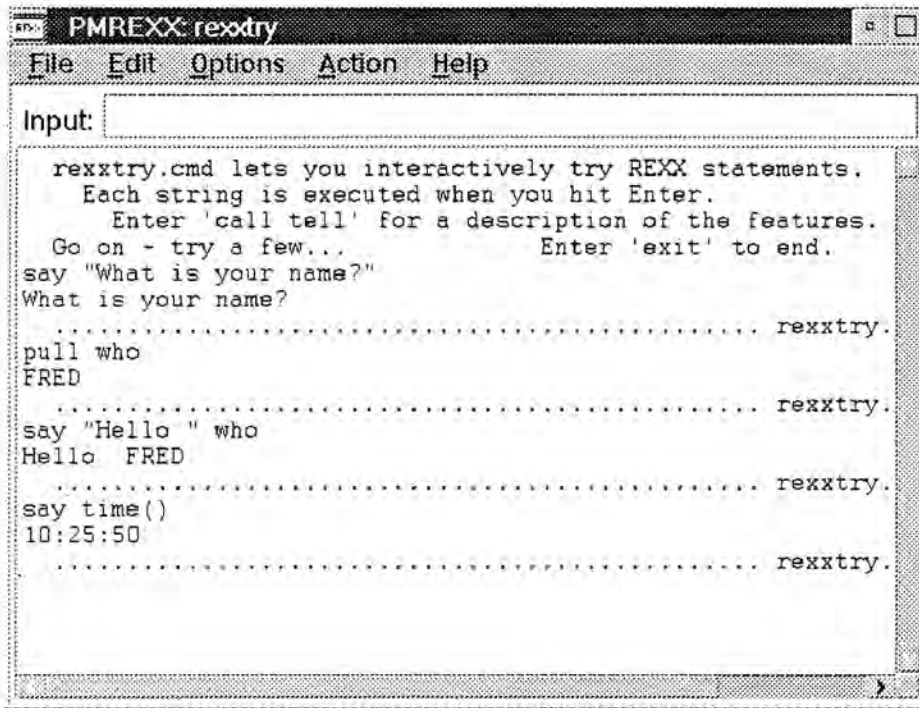 PMREXX: rexxtry
File Edit Options Action Help
Input:
rexxtry.cmd lets you interactively try REXX statements.
Each string is executed when you hit Enter.
Enter 'call tell' for a description of the features.
Go on - try a few... Enter 'exit' to end.
say "What is your name?"
What is your name?
................................................ rexxtry.
pull who
FRED
................................................ rexxtry.
say "Hello " who
Hello  FRED
................................................ rexxtry.
say time()
10:25:50
................................................ rexxtry.